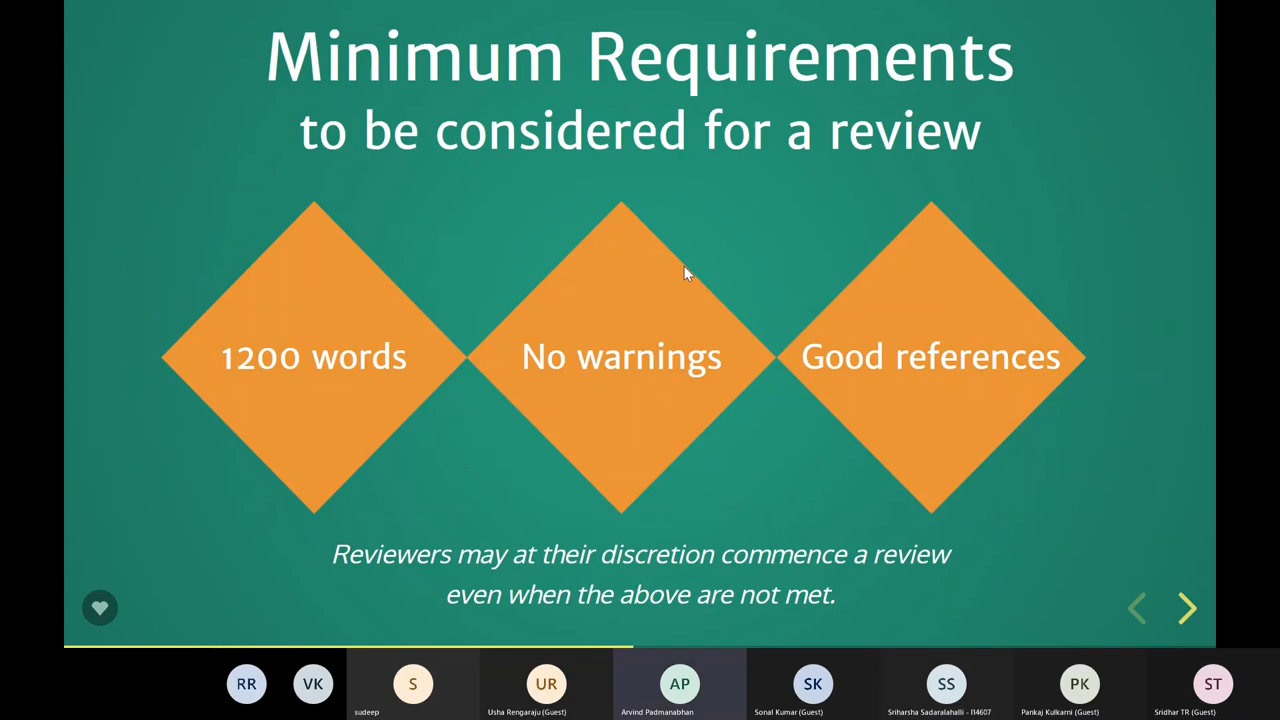 Minimum Requirements
to be considered for a review
1200 words
No warnings
Good references
Reviewers may at their discretion commence a review
even when the above are not met.
RR
VK
S
UR
AP
SK
SS
PK
ST
sudeep
Usha Rengaraju (Guest)
Arvind Padmanabhan
Sonal Kumar (Guest)
Sriharsha Sadaralahalli - I14607
Pankaj Kulkarni (Guest)
Sridhar TR (Guest)